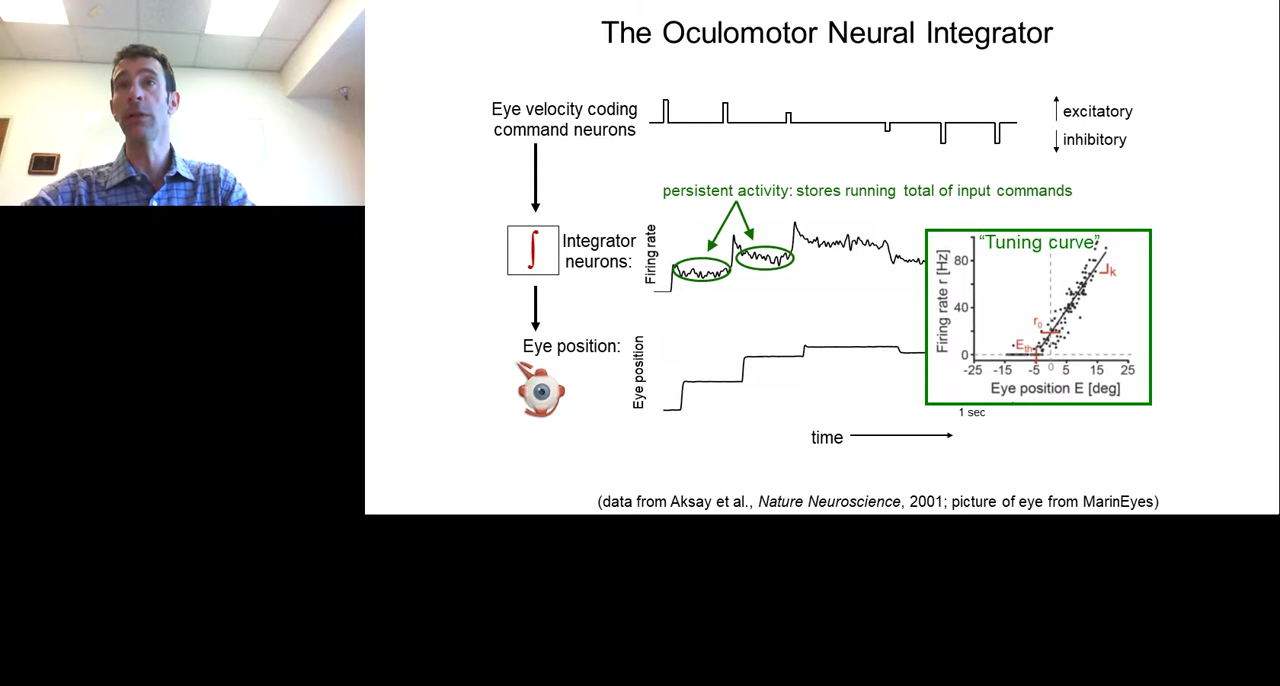 The Oculomotor Neural Integrator
Eye velocity coding
command neurons
excitatory
inhibitory
persistent activity: stores running total of input commands
∫
Integrator
neurons:
Firing rate
Eye position:
Eye position
"Tuning curve"
Firing rate r [Hz]
80
40
0
k
r0
Eth
-25 -15 -5 0 5 15 25
Eye position E [deg]
1 sec
time
(data from Aksay et al., Nature Neuroscience, 2001; picture of eye from MarinEyes)